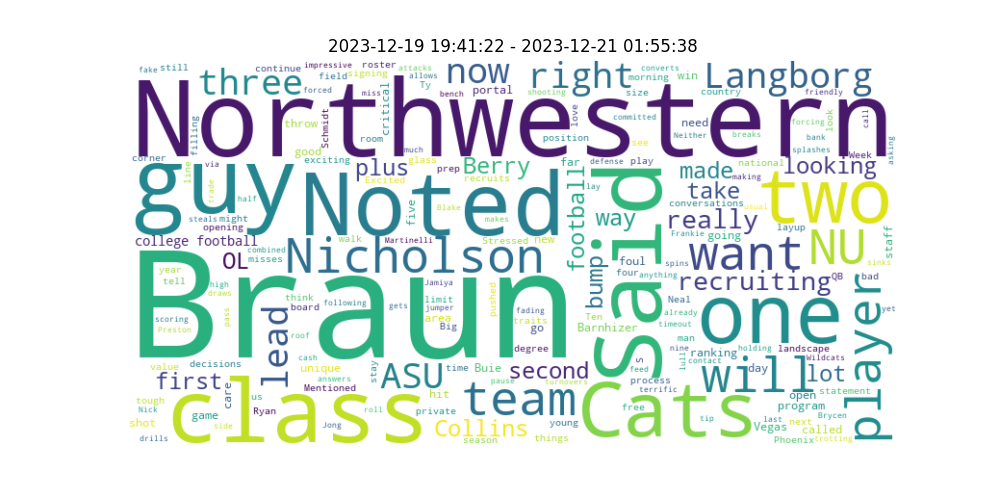 2023-12-19 19:41:22 - 2023-12-21 01:55:38
fake still continue impressive roster attacks converts
three signing allows now right morning win Langborg
filling field forced critical Ty miss bench portal shooting size country friendly
Northwestern
throw Schmidt room love committed need Neither breaks forcing bank look call
corner good exciting much position see splashes Week asking
line via plus glass prep Berry far defense play made national looking
guy trade half Excited recruits five Noted football lay take conversations making two
steals might Blake makes way really usual layup staff
opening walk Martinelli Stressed new Frankie going
college football combined Nicholson said want NU
misses OL bump foul spins sinks
year tell high draws think Jamiya limit pushed four anything recruiting QB bad
board following gets jumper fading Ten Neal already yet
scoring Preston pass Braun area traits Barnhizer timeout one player
lead roof Big go man
degree s nine holding landscape
value decisions cash stay time Buie process lull contact ranking day Wildcats
first unique answers ASU second feed will lot
tough care us Mentioned hit pause turnovers terrific open statement
Nick class Ryan roll private team Cats free program Brycen
shot game young tip last next
side Jong Collins Vegas called
drills season things Phoenix trotting